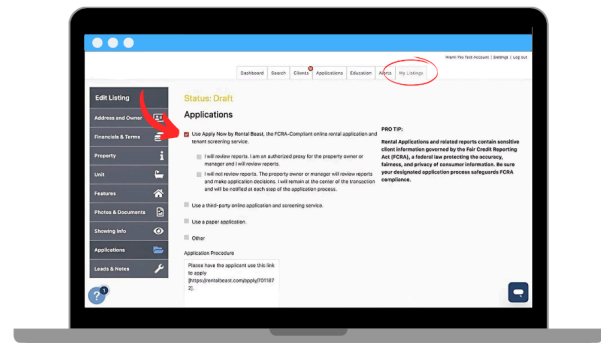 Miami Pro Test Account | Settings | Log out
Dashboard Search Clients Applications Education Alerts My Listings
Edit Listing
Address and Owner
Financials & Terms
Property
Unit
Features
Photos & Documents
Showing Info
Applications
Leads & Notes
Status: Draft
Applications
Use Apply Now by Rental Beast, the FCRA-Compliant online rental application and
tenant screening service.
I will review reports. I am an authorized proxy for the property owner or
manager and I will review reports.
I will not review reports. The property owner or manager will review reports
and make application decisions. I will remain at the center of the transaction
and will be notified at each step of the application process.
Use a third-party online application and screening service.
Use a paper application.
Other
Application Procedure
Please have the applicant use this link
to apply
[https://rentalbeast.com/apply/701187
2].
PRO TIP:
Rental Applications and related reports contain sensitive
client information governed by the Fair Credit Reporting
Act (FCRA), a federal law protecting the accuracy,
fairness, and privacy of consumer information. Be sure
your designated application process safeguards FCRA
compliance.
?
1